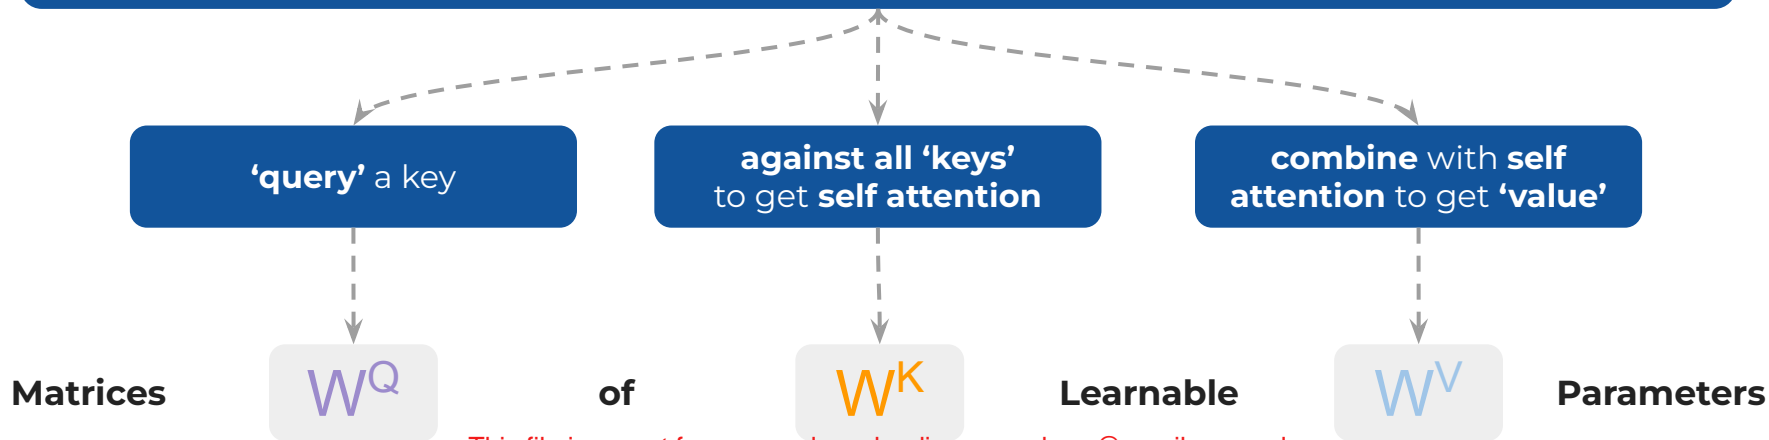 ‘query’ a key
against all ‘keys’
to get self attention
combine with self
attention to get ‘value’
Matrices W^Q of W^K Learnable W^V Parameters